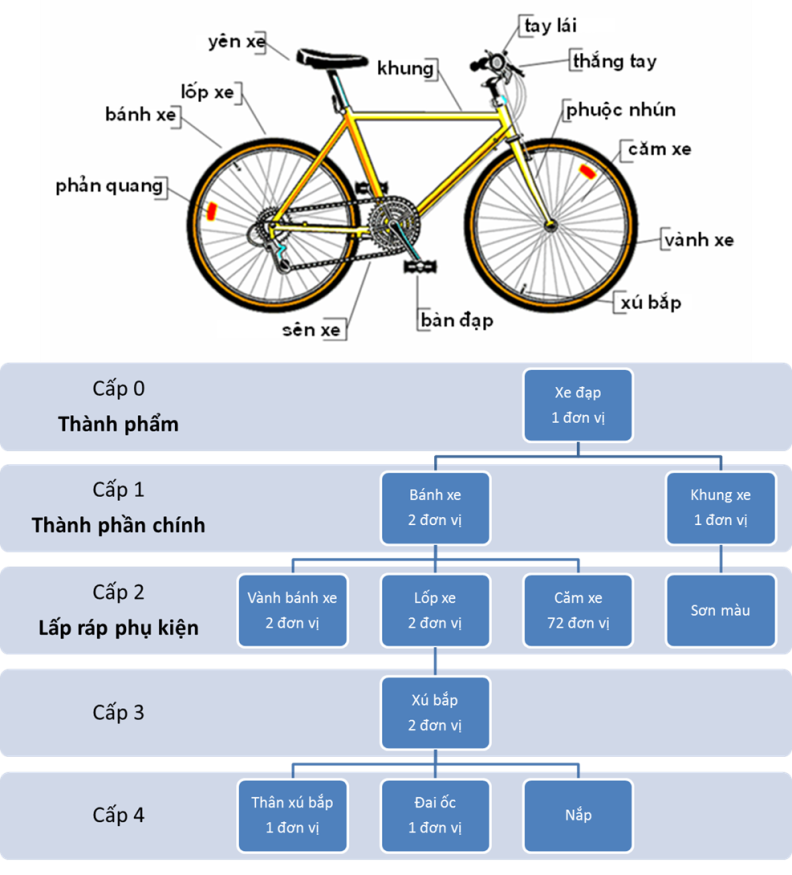 tay lái
yên xe
thắng tay
khung
lốp xe
phuộc nhún
bánh xe
căm xe
phản quang
vành xe
xú bắp
bàn đạp
sên xe
Cấp 0
Thành phẩm
Xe đạp
1 đơn vị
Cấp 1
Thành phần chính
Bánh xe
2 đơn vị
Khung xe
1 đơn vị
Cấp 2
Lấp ráp phụ kiện
Vành bánh xe
2 đơn vị
Lốp xe
2 đơn vị
Căm xe
72 đơn vị
Sơn màu
Cấp 3
Xú bắp
2 đơn vị
Cấp 4
Thân xú bắp
1 đơn vị
Đai ốc
1 đơn vị
Nắp